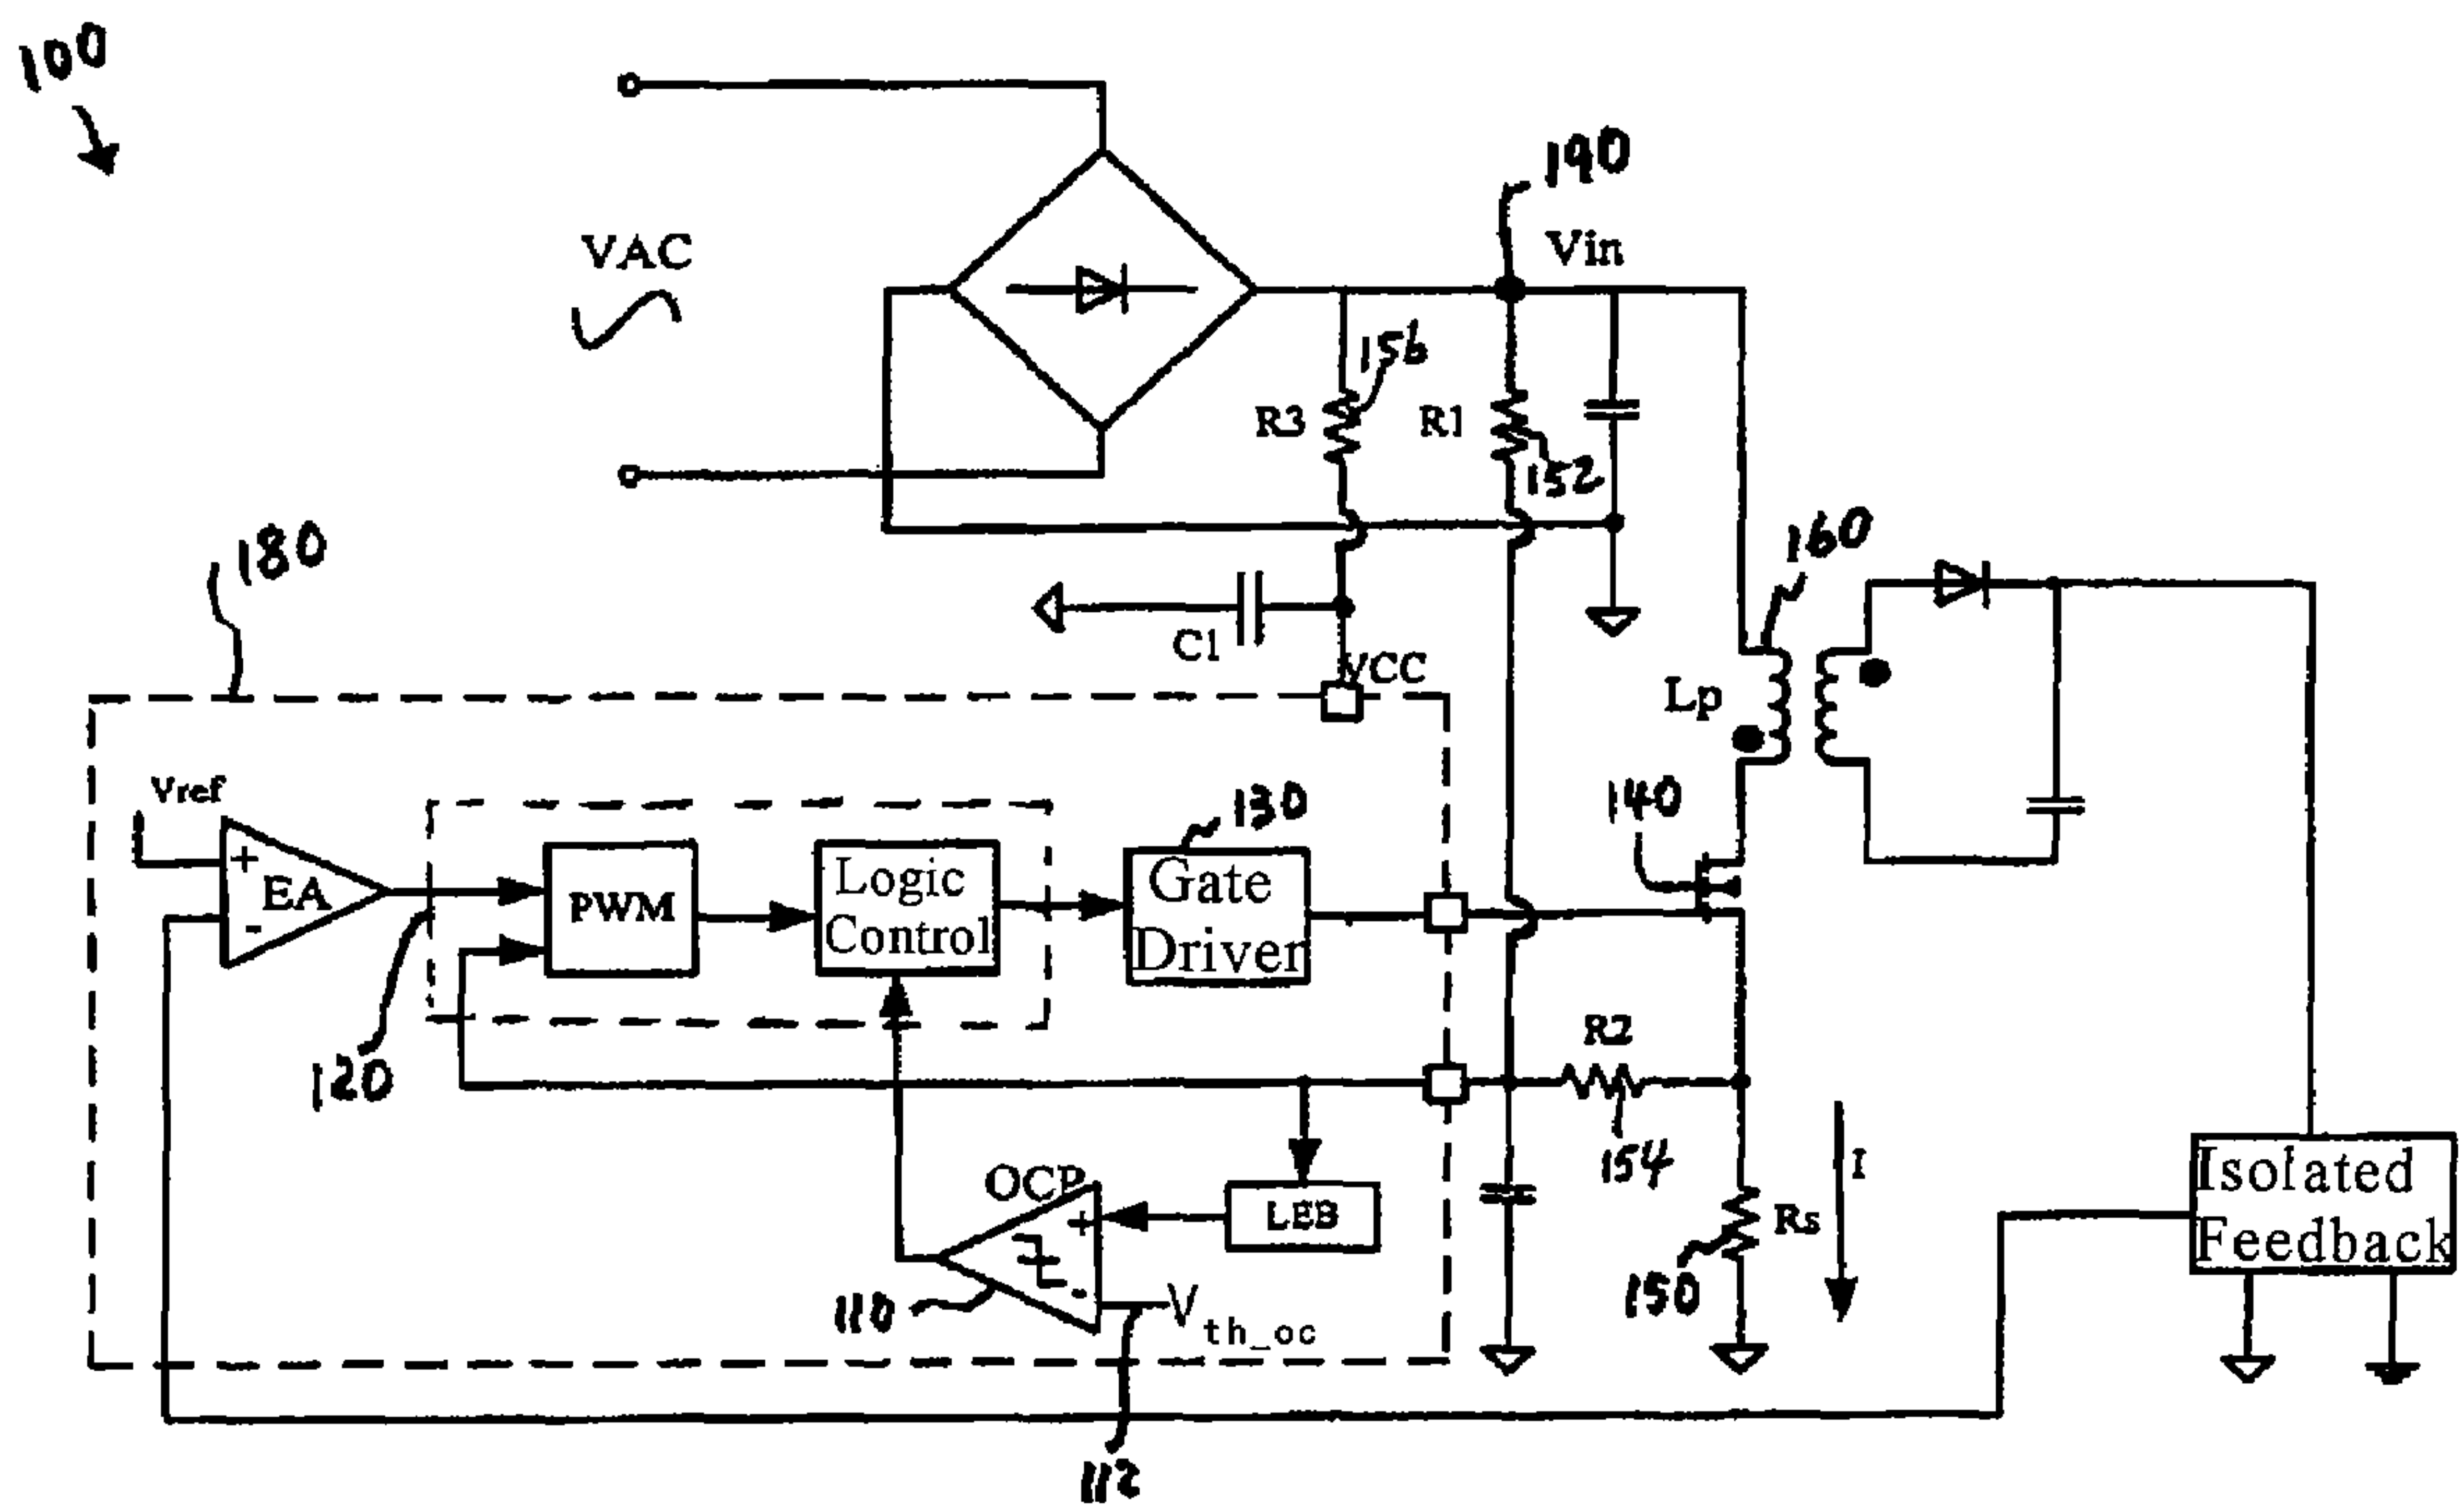 100
190
VAC
Vin
156
R3
R1
152
180
160
C1
VCC
Lp
Vref
130
140
+
EA
-
PWM
Logic
Control
Gate
Driver
120
R2
154
I
OCP
+
LEB
Rs
Isolated
Feedback
110
-
V
th_oc
150
112